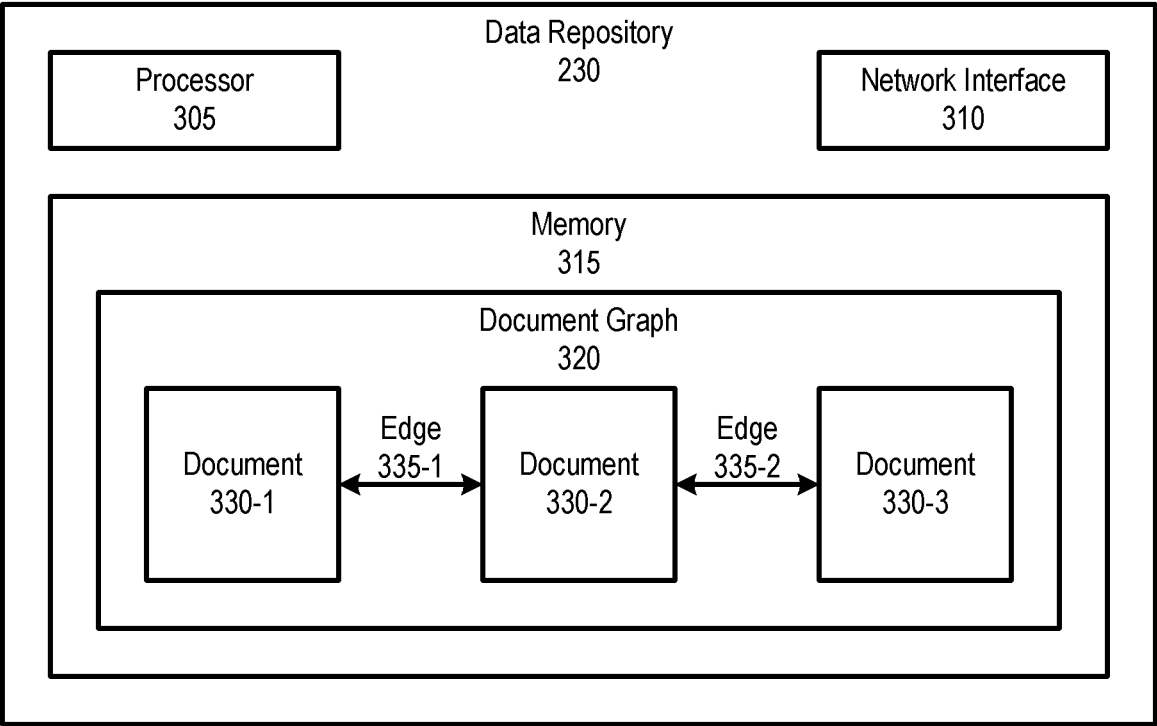 Data Repository
230
Processor
305
Network Interface
310
Memory
315
Document Graph
320
Document
330-1
Edge
335-1
Document
330-2
Edge
335-2
Document
330-3